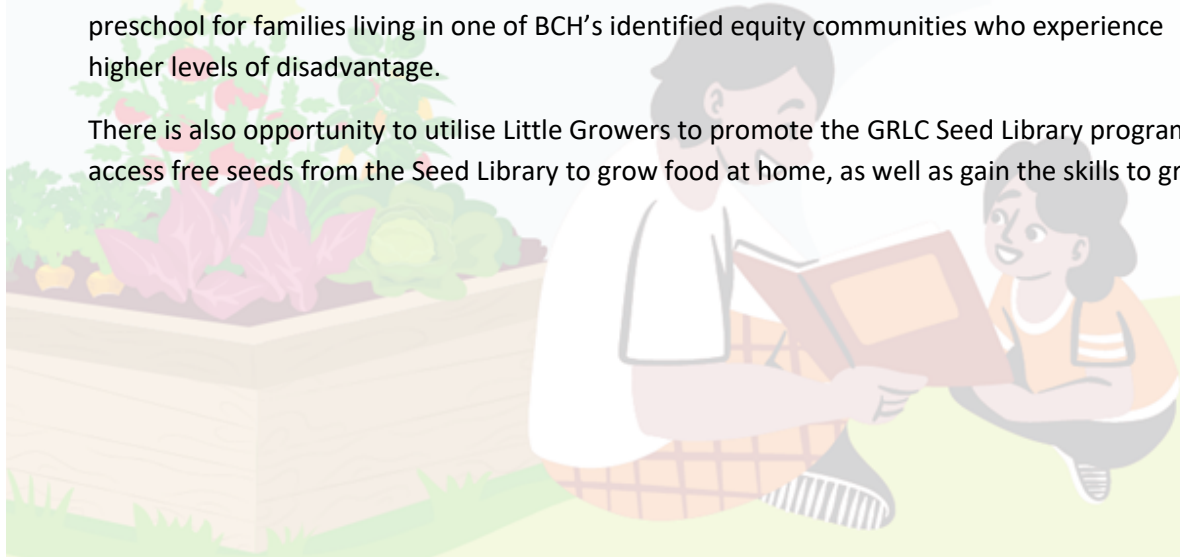 preschool for families living in one of BCH’s identified equity communities who experience
higher levels of disadvantage.
There is also opportunity to utilise Little Growers to promote the GRLC Seed Library program
access free seeds from the Seed Library to grow food at home, as well as gain the skills to